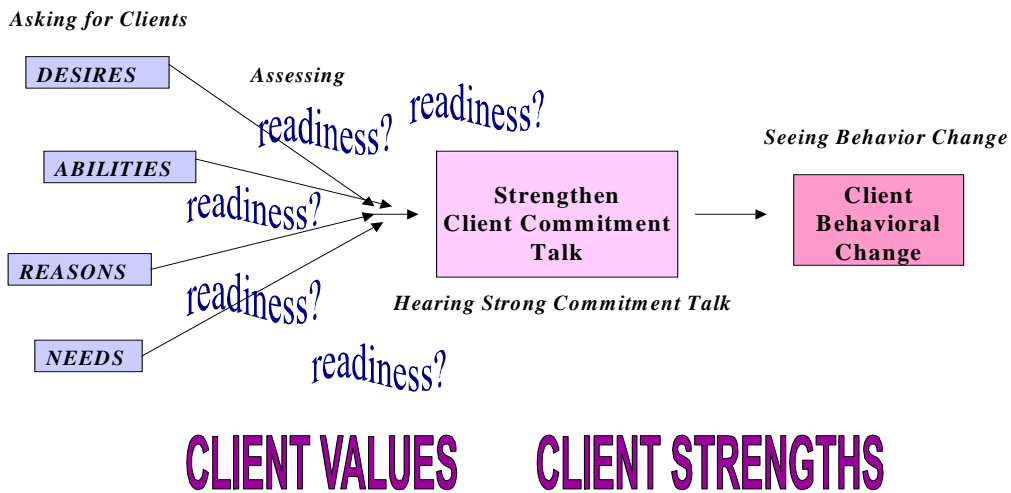 Asking for Clients
DESIRES
Assessing
readiness?
readiness?
ABILITIES
readiness?
REASONS
readiness?
NEEDS
readiness?
Strengthen
Client Commitment
Talk
Hearing Strong Commitment Talk
Seeing Behavior Change
Client
Behavioral
Change
CLIENT VALUES
CLIENT STRENGTHS